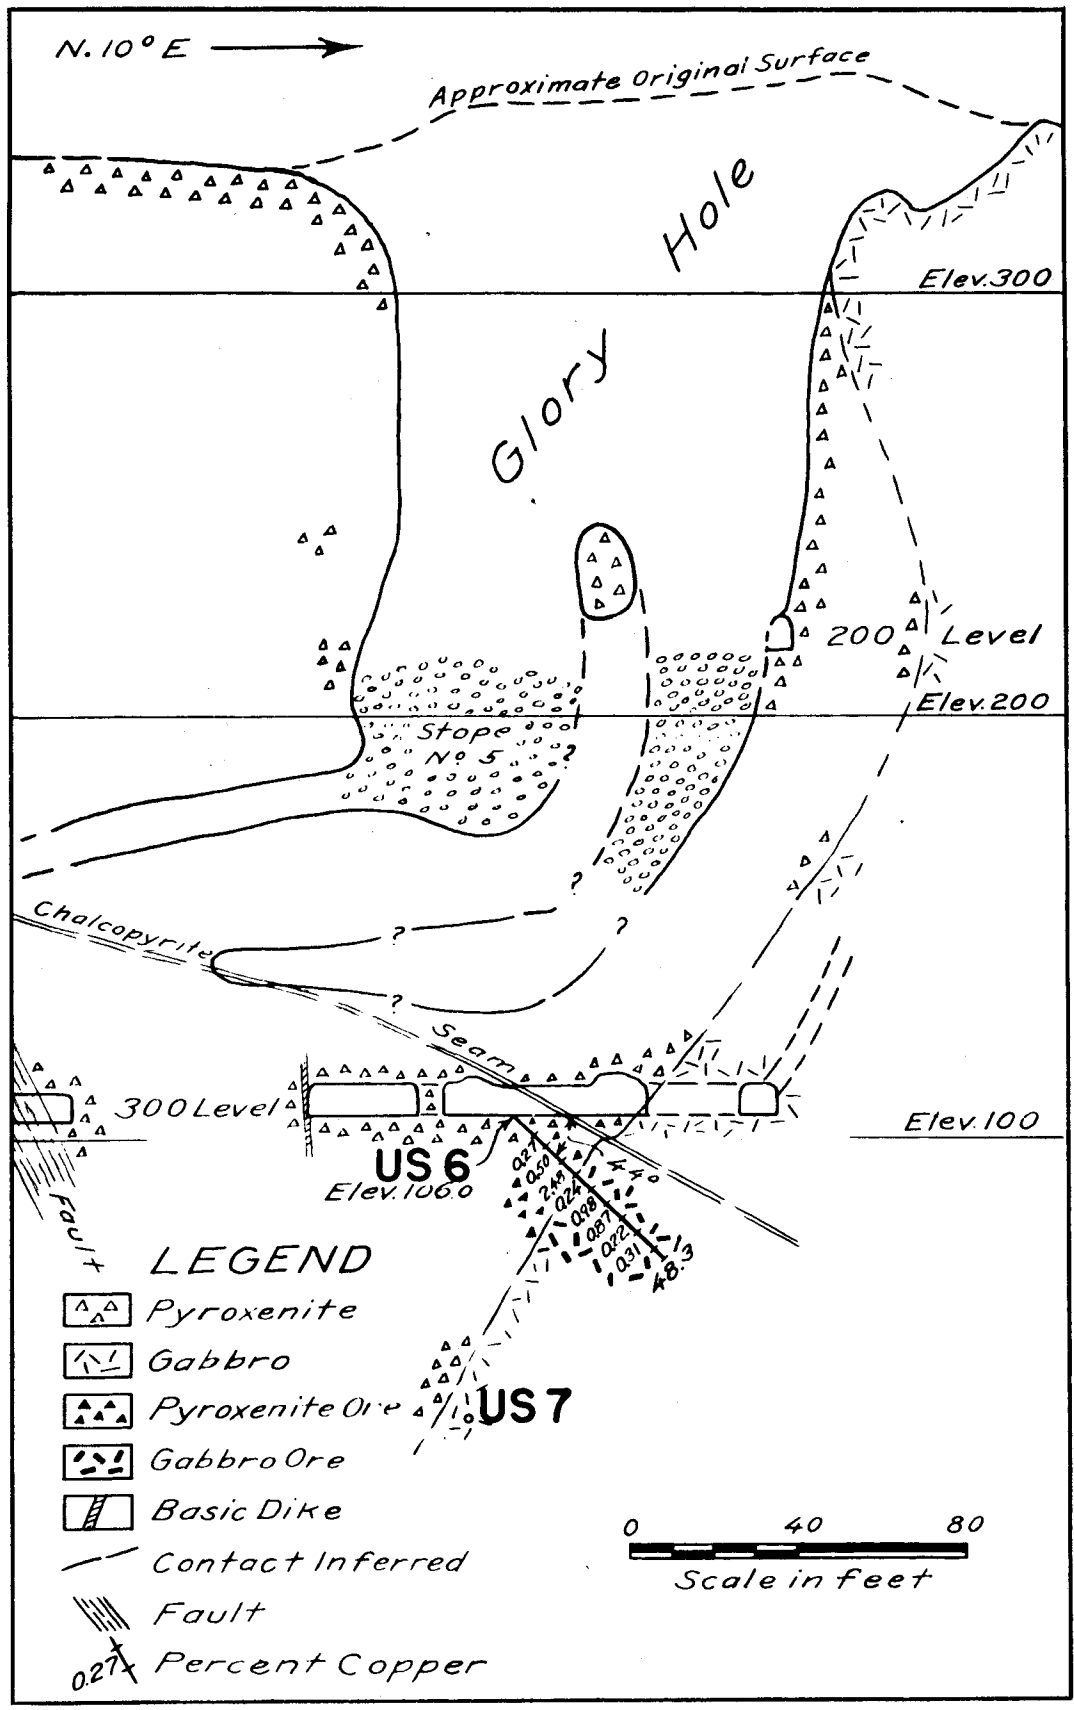 N. 10° E
Approximate Original Surface
Glory Hole
Elev. 300
200 Level
Elev. 200
Stope
No 5
?
?
?
?
?
Chalcopyrite Seam
300 Level
Elev. 100
US 6
Elev. 106.0
Fault
0.27
0.50
2.48
0.24
0.98
0.87
0.72
0.31
48.3
US 7
LEGEND
Pyroxenite
Gabbro
Pyroxenite Ore
Gabbro Ore
Basic Dike
Contact Inferred
Fault
0.27 Percent Copper
0 40 80
Scale in feet